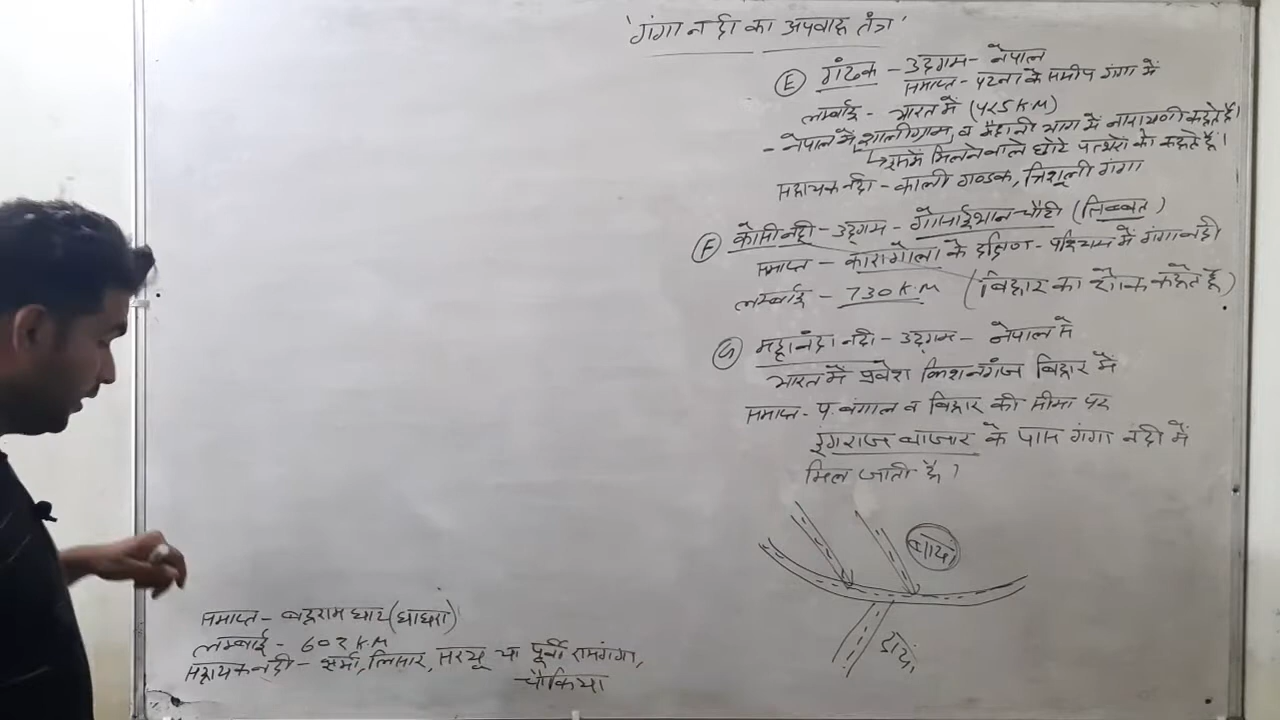 'गंगा नदी का अपवाह तंत्र'
(E) गंडक - उद्गम - नेपाल
समाप्त - पटना के समीप गंगा में
लम्बाई - भारत में (425 KM)
- नेपाल में शालीग्राम, व मैदानी भाग में नारायणी कहते हैं।
↳ इसमें मिलने वाले छोटे पत्थरों को कहते हैं।
सहायक नदी - काली गण्डक, त्रिशूली गंगा
(F) कोसी नदी - उद्गम - गोसाईथान चोटी (तिब्बत)
समाप्त - कारागोला के दक्षिण - पश्चिम में गंगा नदी
लम्बाई - 730 K.M (बिहार का शोक कहते हैं)
(G) महानंदा नदी - उद्गम - नेपाल में
भारत में प्रवेश किशनगंज बिहार में
समाप्त - प. बंगाल व बिहार की सीमा पर
इंगराज बाजार के पास गंगा नदी में
मिल जाती है।
बायां
दायां
समाप्त - बहराम घाट (घाघरा)
लम्बाई - 602 K.M
सहायक नदी - शर्मा, लिसार, सरयू या पूर्वी रामगंगा,
चौकिया